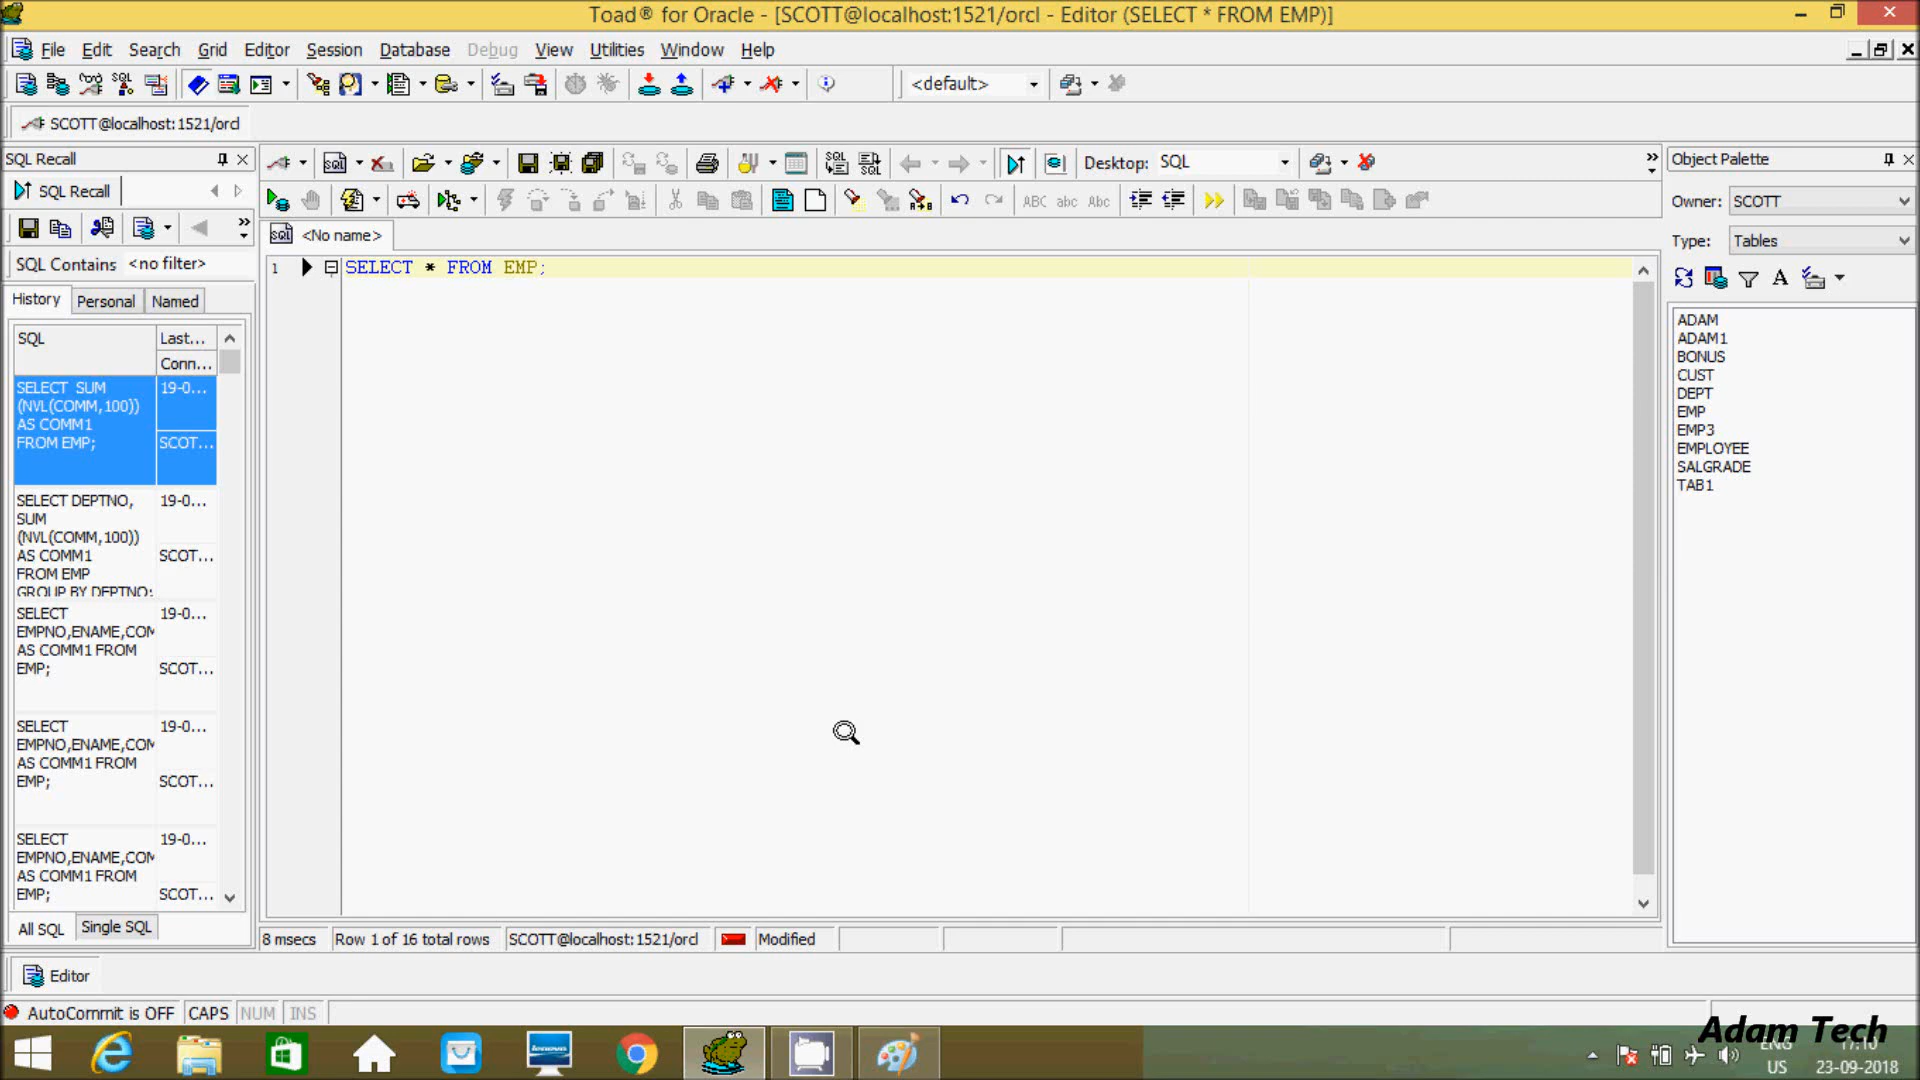 Toad® for Oracle - [SCOTT@localhost:1521/orcl - Editor (SELECT * FROM EMP)]
File Edit Search Grid Editor Session Database Debug View Utilities Window Help
<default>
SCOTT@localhost:1521/orcl
SQL Recall
Desktop: SQL
Object Palette
SQL Recall
Owner: SCOTT
ABC abc Abc
<No name>
Type: Tables
SQL Contains <no filter>
1 SELECT * FROM EMP;
History Personal Named
SQL Last...
Conn...
SELECT SUM 19-0...
(NVL(COMM,100))
AS COMM1
FROM EMP; SCOT...
SELECT DEPTNO, 19-0...
SUM
(NVL(COMM,100))
AS COMM1 SCOT...
FROM EMP
GROUP BY DEPTNO;
SELECT 19-0...
EMPNO,ENAME,COM
AS COMM1 FROM
EMP; SCOT...
SELECT 19-0...
EMPNO,ENAME,COM
AS COMM1 FROM
EMP; SCOT...
SELECT 19-0...
EMPNO,ENAME,COM
AS COMM1 FROM
EMP; SCOT...
ADAM
ADAM1
BONUS
CUST
DEPT
EMP
EMP3
EMPLOYEE
SALGRADE
TAB1
All SQL Single SQL
8 msecs Row 1 of 16 total rows SCOTT@localhost:1521/orcl Modified
Editor
AutoCommit is OFF CAPS NUM INS
Adam Tech
ENG 17:10
US 23-09-2018